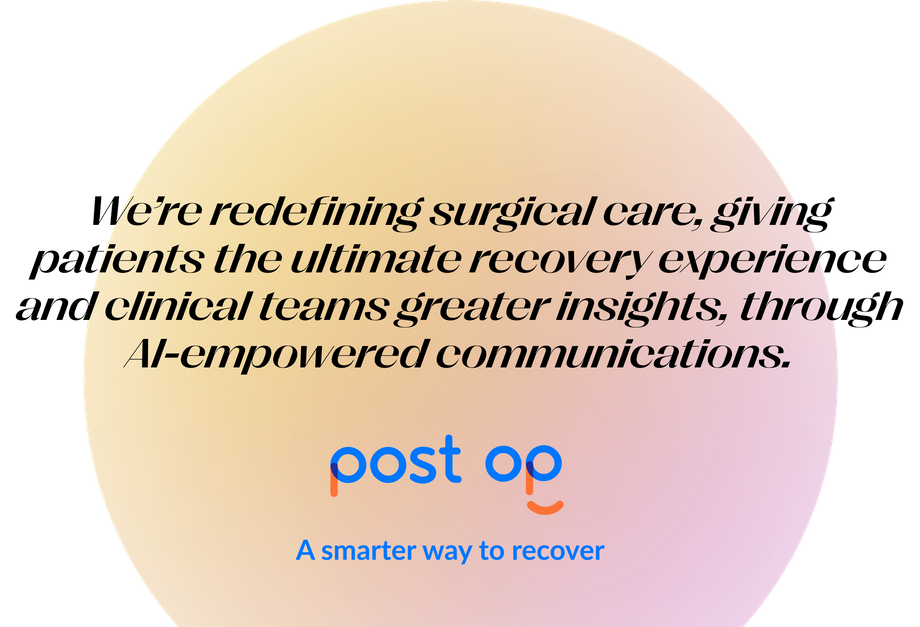 We’re redefining surgical care, giving
patients the ultimate recovery experience
and clinical teams greater insights, through
AI-empowered communications.
post op
A smarter way to recover